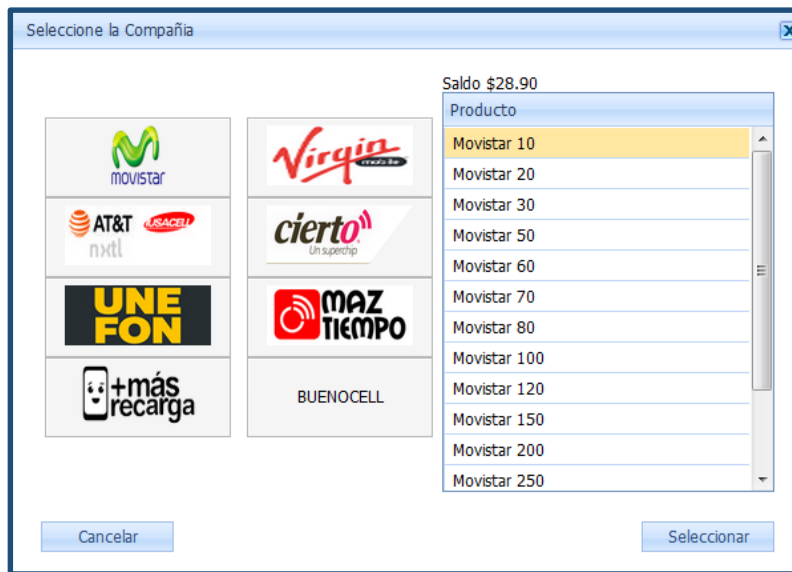 Seleccione la Compañia
Saldo $28.90
Producto
movistar
Virgin
mobile
AT&T
IUSACELL
nxtl
cierto
Un superchip
UNE
FON
MAZ
TIEMPO
+más
recarga
BUENOCELL
Movistar 10
Movistar 20
Movistar 30
Movistar 50
Movistar 60
Movistar 70
Movistar 80
Movistar 100
Movistar 120
Movistar 150
Movistar 200
Movistar 250
Cancelar
Seleccionar